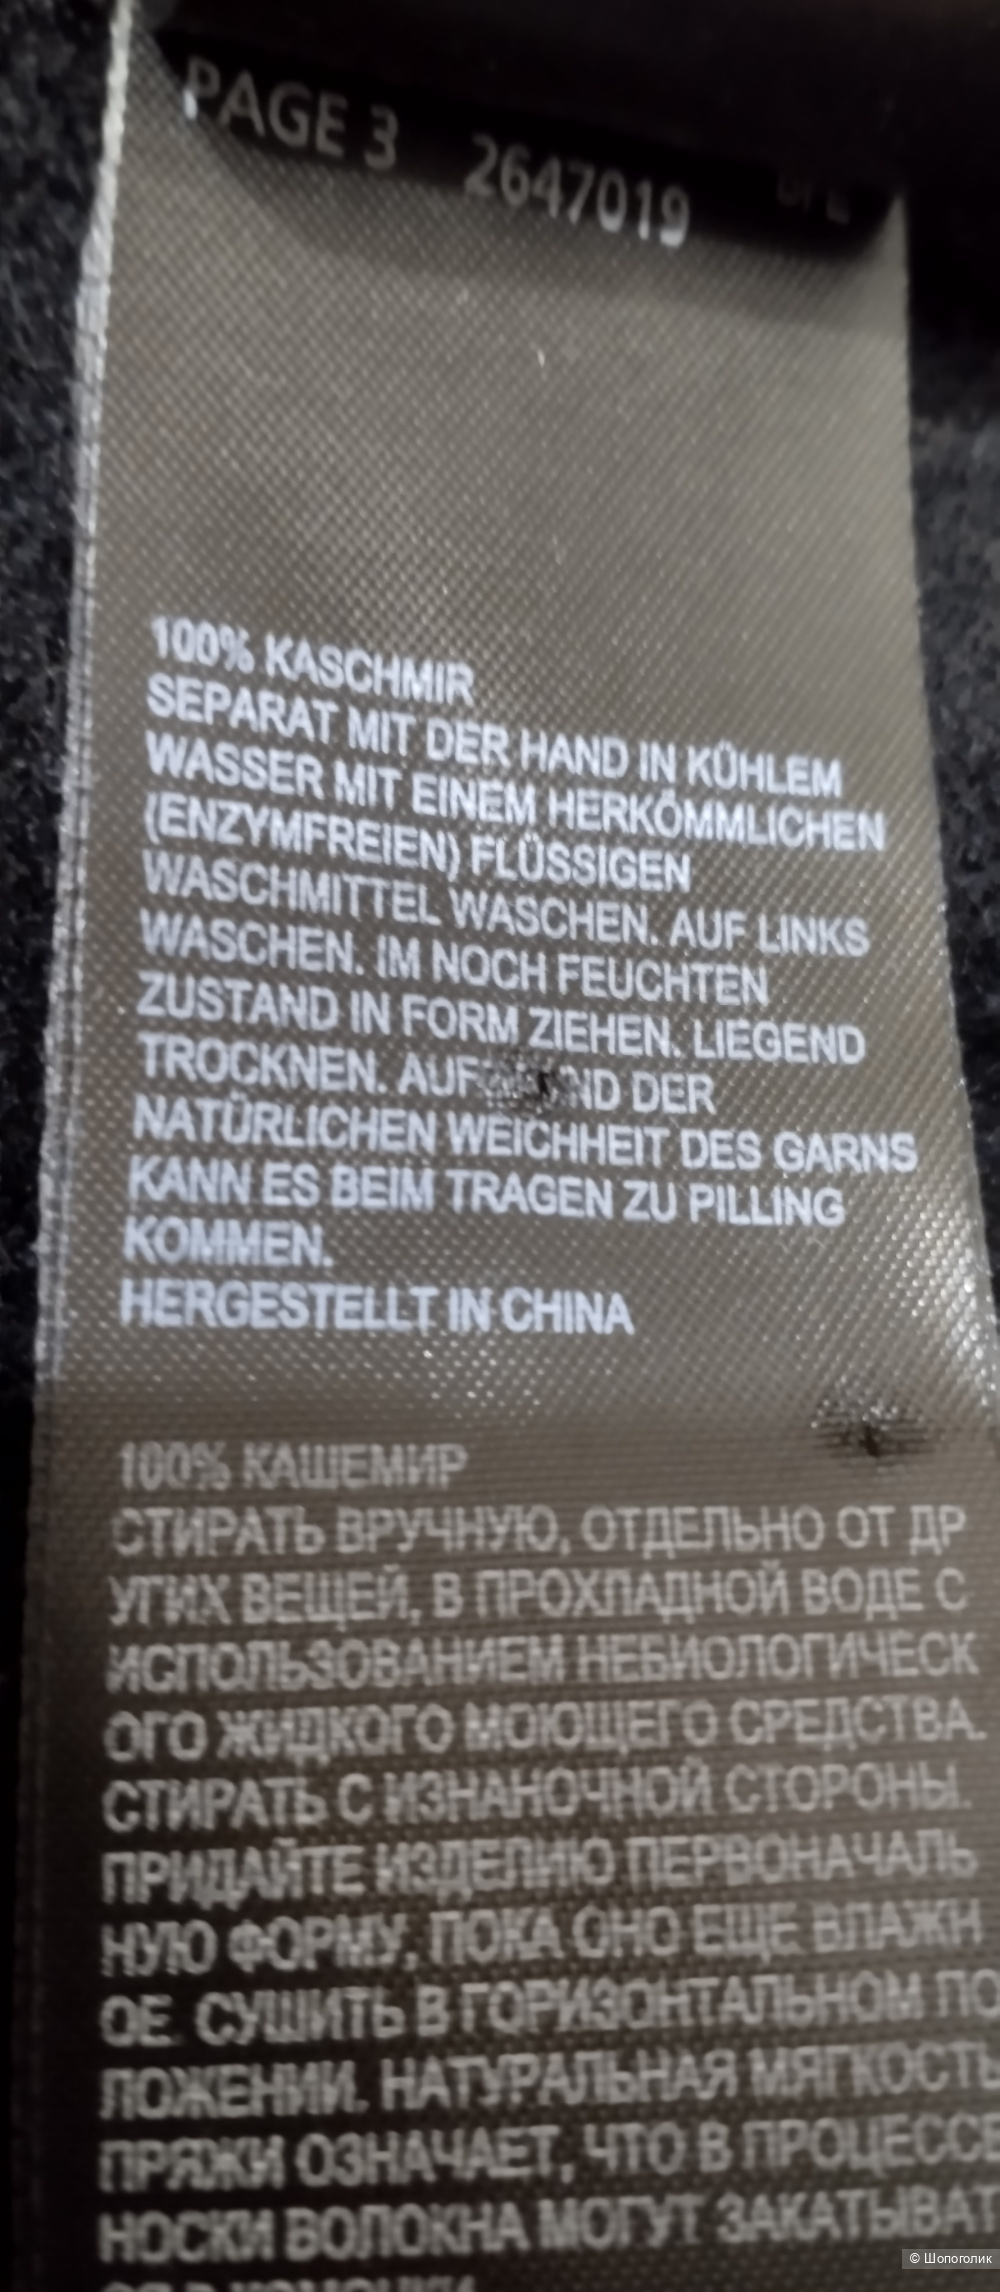 PAGE 3 2647019
100% KASCHMIR
SEPARAT MIT DER HAND IN KÜHLEM
WASSER MIT EINEM HERKÖMMLICHEN
(ENZYMFREIEN) FLÜSSIGEN
WASCHMITTEL WASCHEN. AUF LINKS
WASCHEN. IM NOCH FEUCHTEN
ZUSTAND IN FORM ZIEHEN. LIEGEND
TROCKNEN. DER
NATÜRLICHEN WEICHHEIT DES GARNS
KANN ES BEIM TRAGEN ZU PILLING
KOMMEN.
HERGESTELLT IN CHINA
100% КАШЕМИР
СТИРАТЬ ВРУЧНУЮ, ОТДЕЛЬНО ОТ ДР
УГИХ ВЕЩЕЙ, В ПРОХЛАДНОЙ ВОДЕ С
ИСПОЛЬЗОВАНИЕМ НЕБИОЛОГИЧЕСК
ОГО ЖИДКОГО МОЮЩЕГО СРЕДСТВА.
СТИРАТЬ С ИЗНАНОЧНОЙ СТОРОНЫ.
ПРИДАЙТЕ ИЗДЕЛИЮ ПЕРВОНАЧАЛЬ
НУЮ ФОРМУ, ПОКА ОНО ЕЩЕ ВЛАЖН
ОЕ. СУШИТЬ В ГОРИЗОНТАЛЬНОМ ПО
ЛОЖЕНИИ. НАТУРАЛЬНАЯ МЯГКОСТЬ
ПРЯЖИ ОЗНАЧАЕТ, ЧТО В ПРОЦЕССЕ
НОСКИ ВОЛОКНА МОГУТ ЗАКАТЫВАТ
© Шопоголик